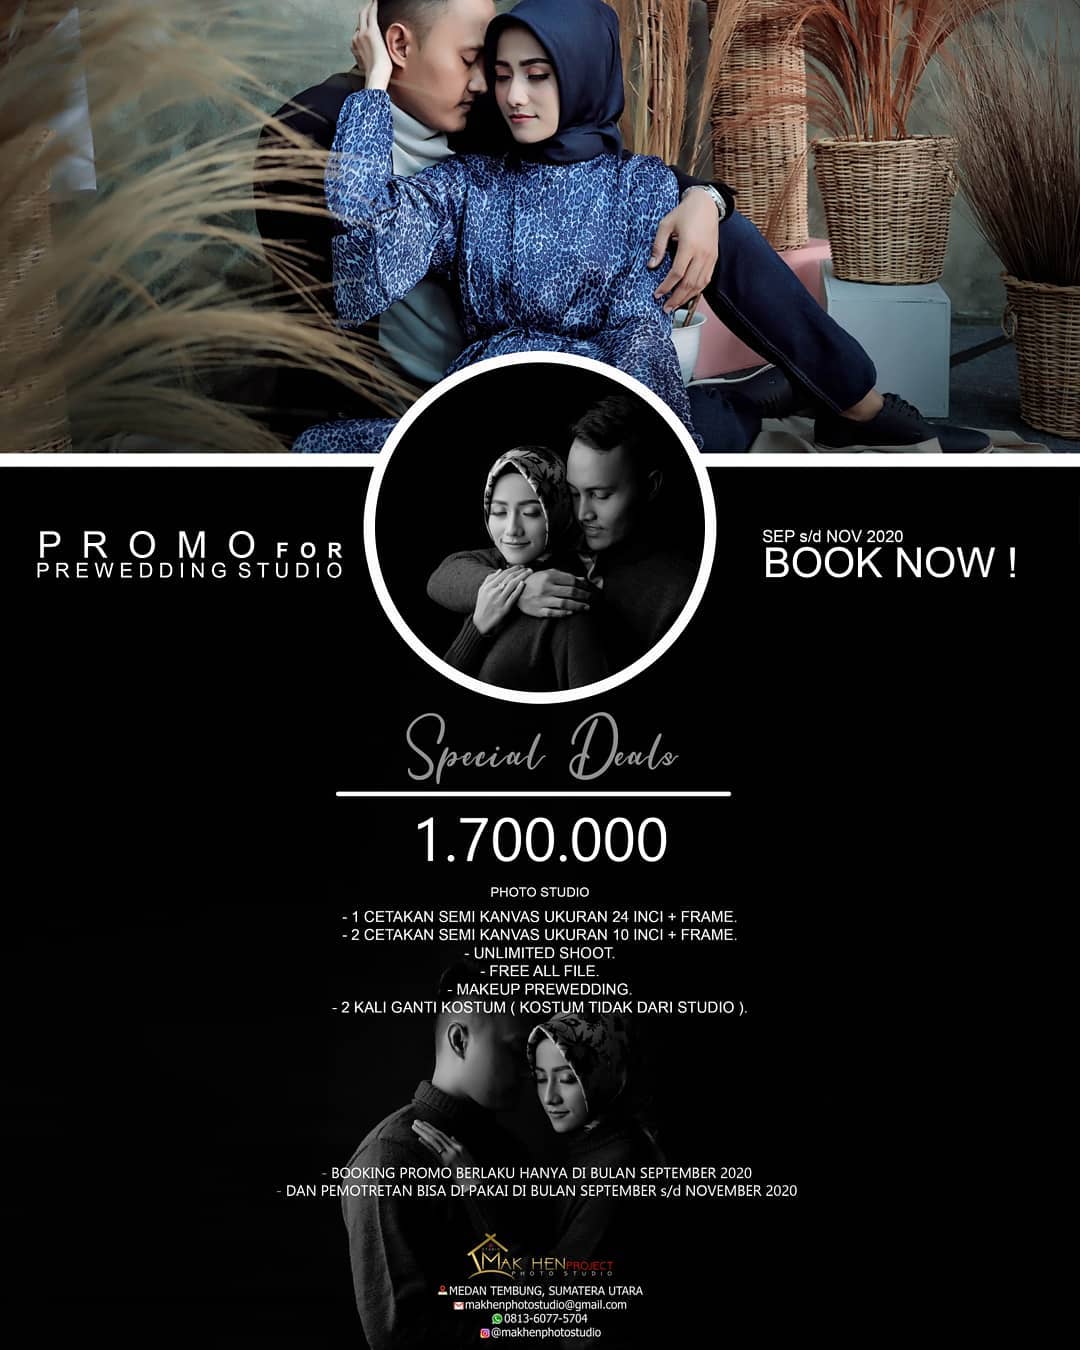 PROMO FOR
PREWEDDING STUDIO
SEP s/d NOV 2020
BOOK NOW !
Special Deals
1.700.000
PHOTO STUDIO
- 1 CETAKAN SEMI KANVAS UKURAN 24 INCI + FRAME.
- 2 CETAKAN SEMI KANVAS UKURAN 10 INCI + FRAME.
- UNLIMITED SHOOT.
- FREE ALL FILE.
- MAKEUP PREWEDDING.
- 2 KALI GANTI KOSTUM ( KOSTUM TIDAK DARI STUDIO ).
- BOOKING PROMO BERLAKU HANYA DI BULAN SEPTEMBER 2020
- DAN PEMOTRETAN BISA DI PAKAI DI BULAN SEPTEMBER s/d NOVEMBER 2020
STUDIO
MAK HEN PROJECT
PHOTO STUDIO
MEDAN TEMBUNG, SUMATERA UTARA
makhenphotostudio@gmail.com
0813-6077-5704
@makhenphotostudio